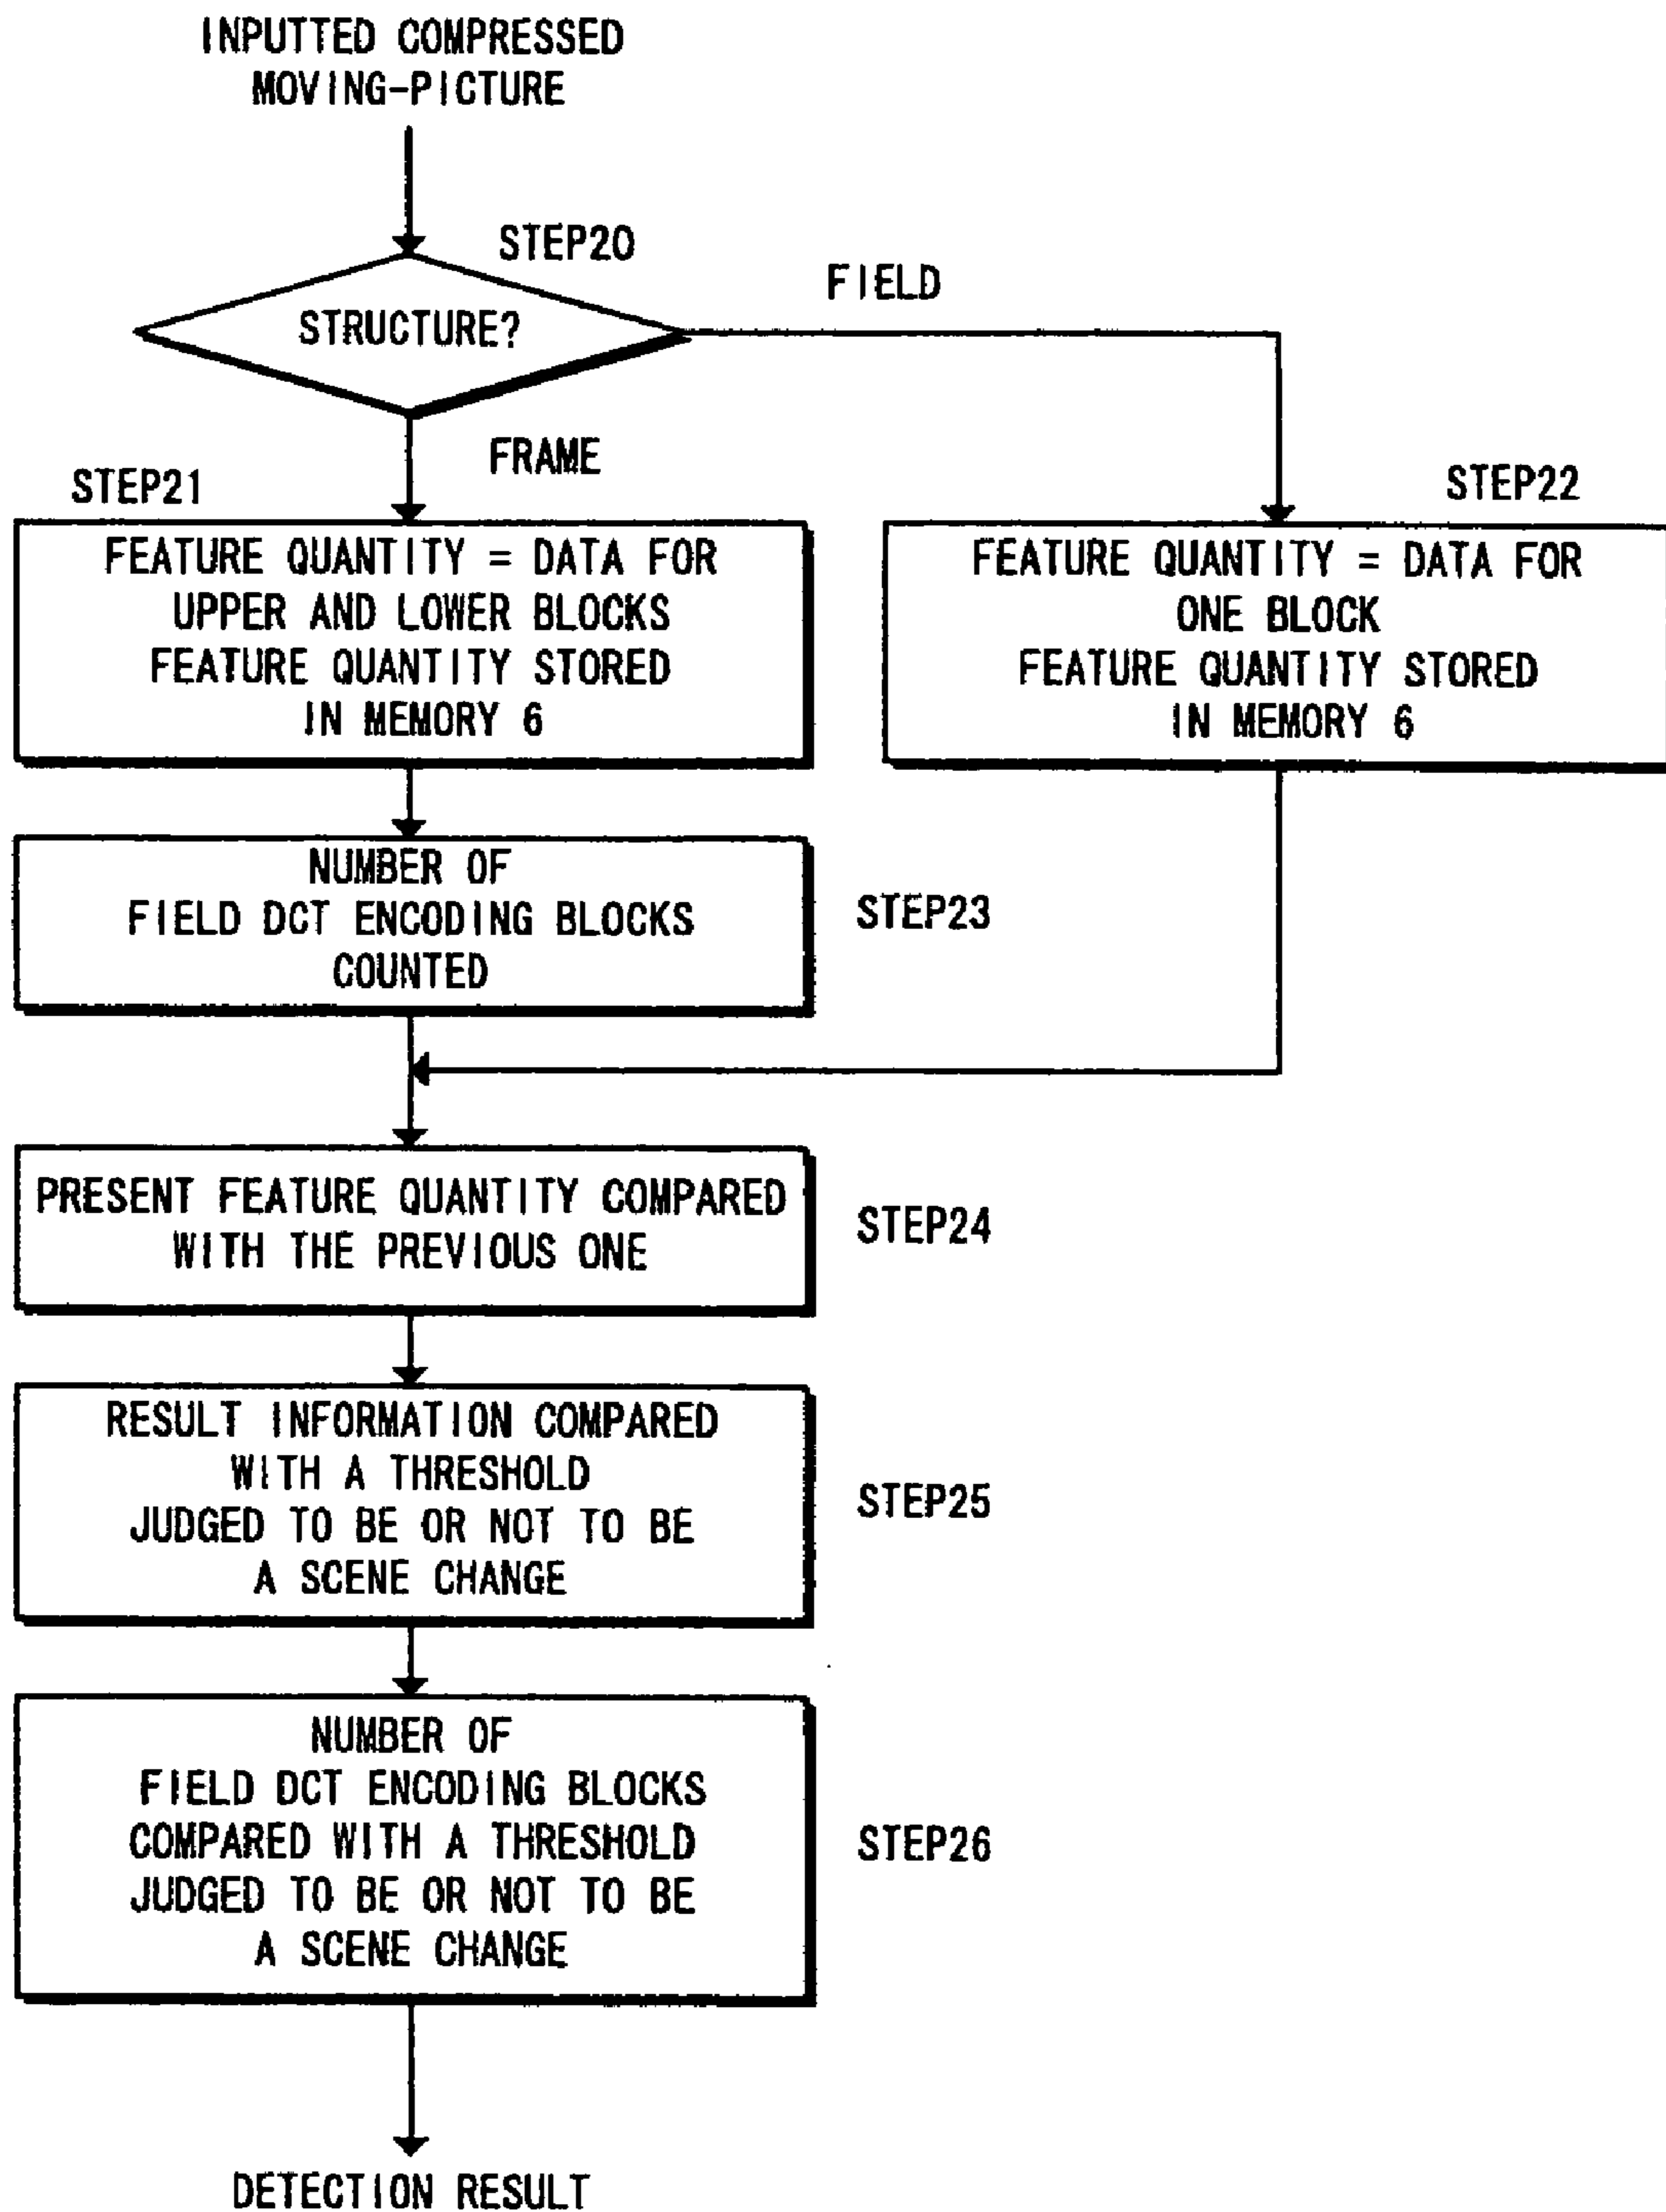 INPUTTED COMPRESSED
MOVING-PICTURE
STEP20
STRUCTURE?
FIELD
FRAME
STEP21
FEATURE QUANTITY = DATA FOR
UPPER AND LOWER BLOCKS
FEATURE QUANTITY STORED
IN MEMORY 6
STEP22
FEATURE QUANTITY = DATA FOR
ONE BLOCK
FEATURE QUANTITY STORED
IN MEMORY 6
NUMBER OF
FIELD DCT ENCODING BLOCKS
COUNTED
STEP23
PRESENT FEATURE QUANTITY COMPARED
WITH THE PREVIOUS ONE
STEP24
RESULT INFORMATION COMPARED
WITH A THRESHOLD
JUDGED TO BE OR NOT TO BE
A SCENE CHANGE
STEP25
NUMBER OF
FIELD DCT ENCODING BLOCKS
COMPARED WITH A THRESHOLD
JUDGED TO BE OR NOT TO BE
A SCENE CHANGE
STEP26
DETECTION RESULT